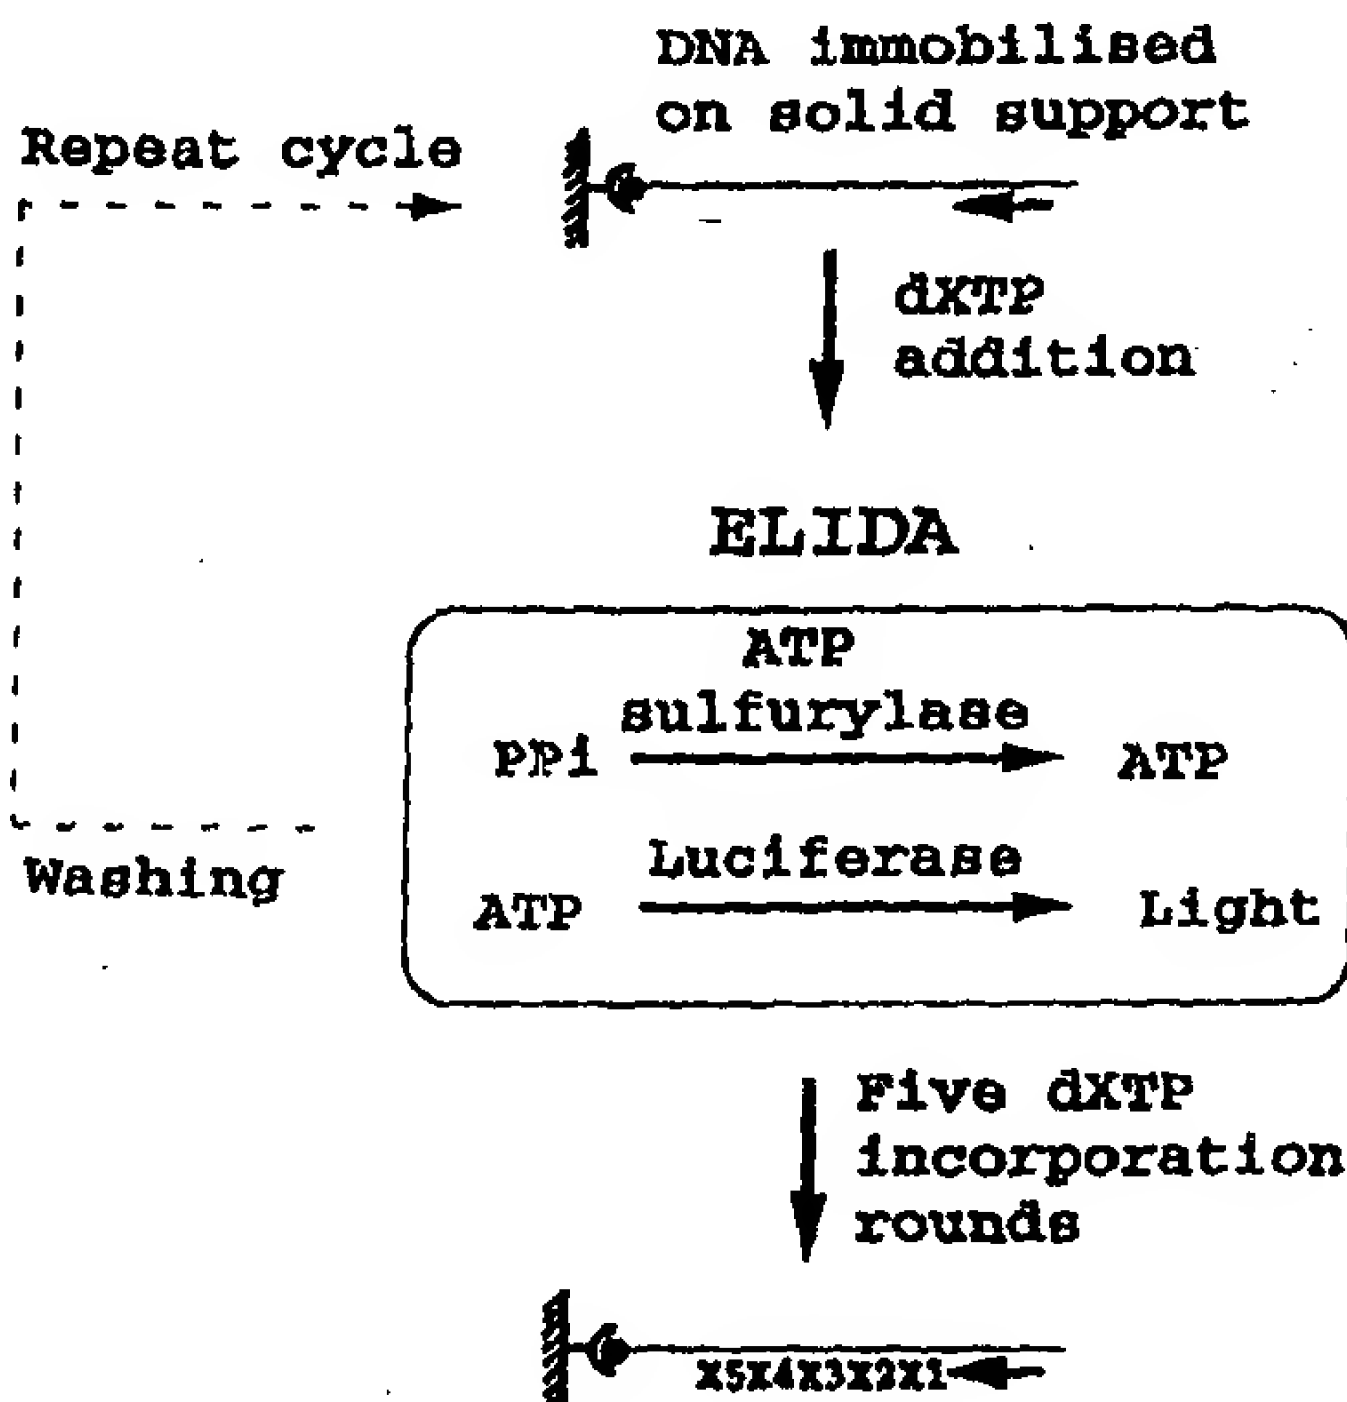 DNA immobilised
on solid support
Repeat cycle
dXTP
addition
ELIDA
ATP
sulfurylase
PPi
ATP
Luciferase
ATP
Light
Washing
Five dXTP
incorporation
rounds
X5X4X3X2X1